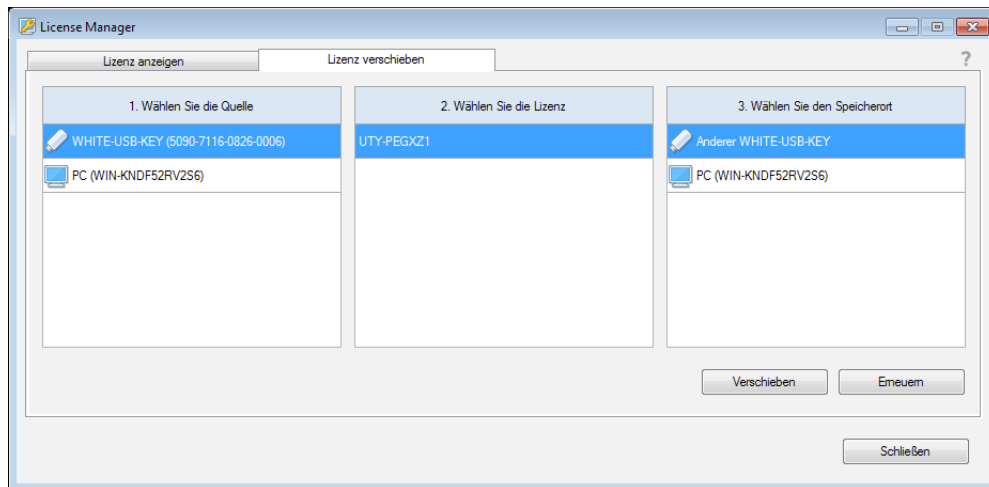 License Manager
Lizenz anzeigen
Lizenz verschieben
?
1. Wählen Sie die Quelle
2. Wählen Sie die Lizenz
3. Wählen Sie den Speicherort
WHITE-USB-KEY (5090-7116-0826-0006)
UTY-PEGXZ1
Anderer WHITE-USB-KEY
PC (WIN-KNDF52RV2S6)
PC (WIN-KNDF52RV2S6)
Verschieben
Erneuern
Schließen